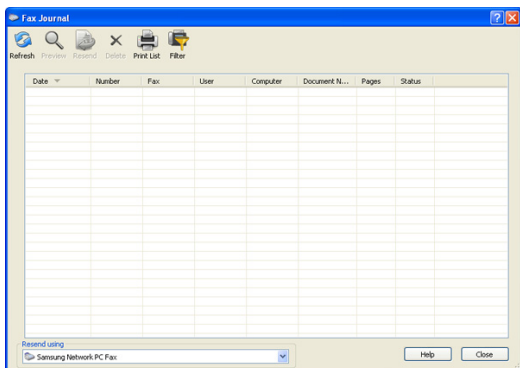 Fax Journal
Refresh Preview Resend Delete Print List Filter
Date Number Fax User Computer Document N... Pages Status
Resend using
Samsung Network PC Fax
Help Close